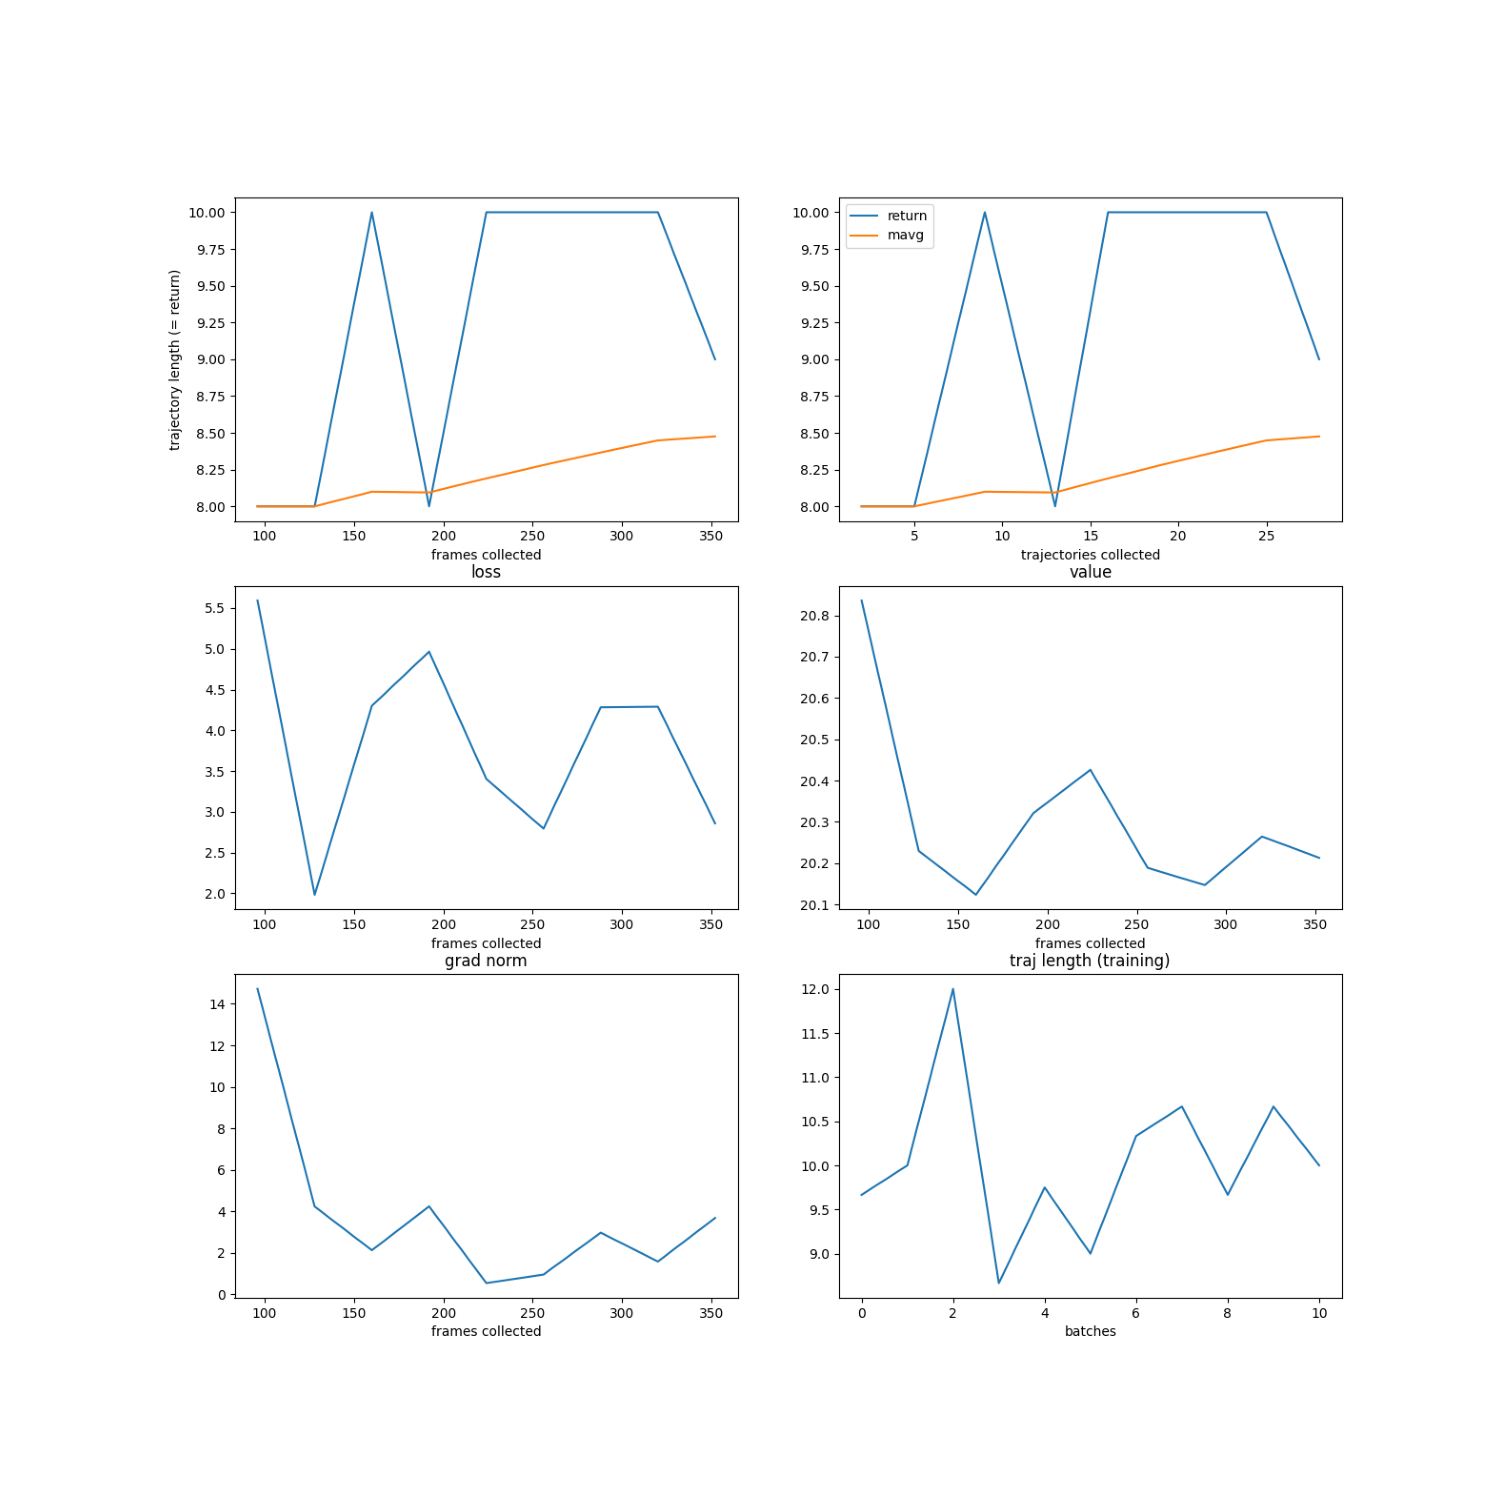 trajectory length (= return)
10.00
9.75
9.50
9.25
9.00
8.75
8.50
8.25
8.00
100 150 200 250 300 350
frames collected
return
mavg
10.00
9.75
9.50
9.25
9.00
8.75
8.50
8.25
8.00
5 10 15 20 25
trajectories collected
loss
5.5
5.0
4.5
4.0
3.5
3.0
2.5
2.0
100 150 200 250 300 350
frames collected
value
20.8
20.7
20.6
20.5
20.4
20.3
20.2
20.1
100 150 200 250 300 350
frames collected
grad norm
14
12
10
8
6
4
2
0
100 150 200 250 300 350
frames collected
traj length (training)
12.0
11.5
11.0
10.5
10.0
9.5
9.0
0 2 4 6 8 10
batches